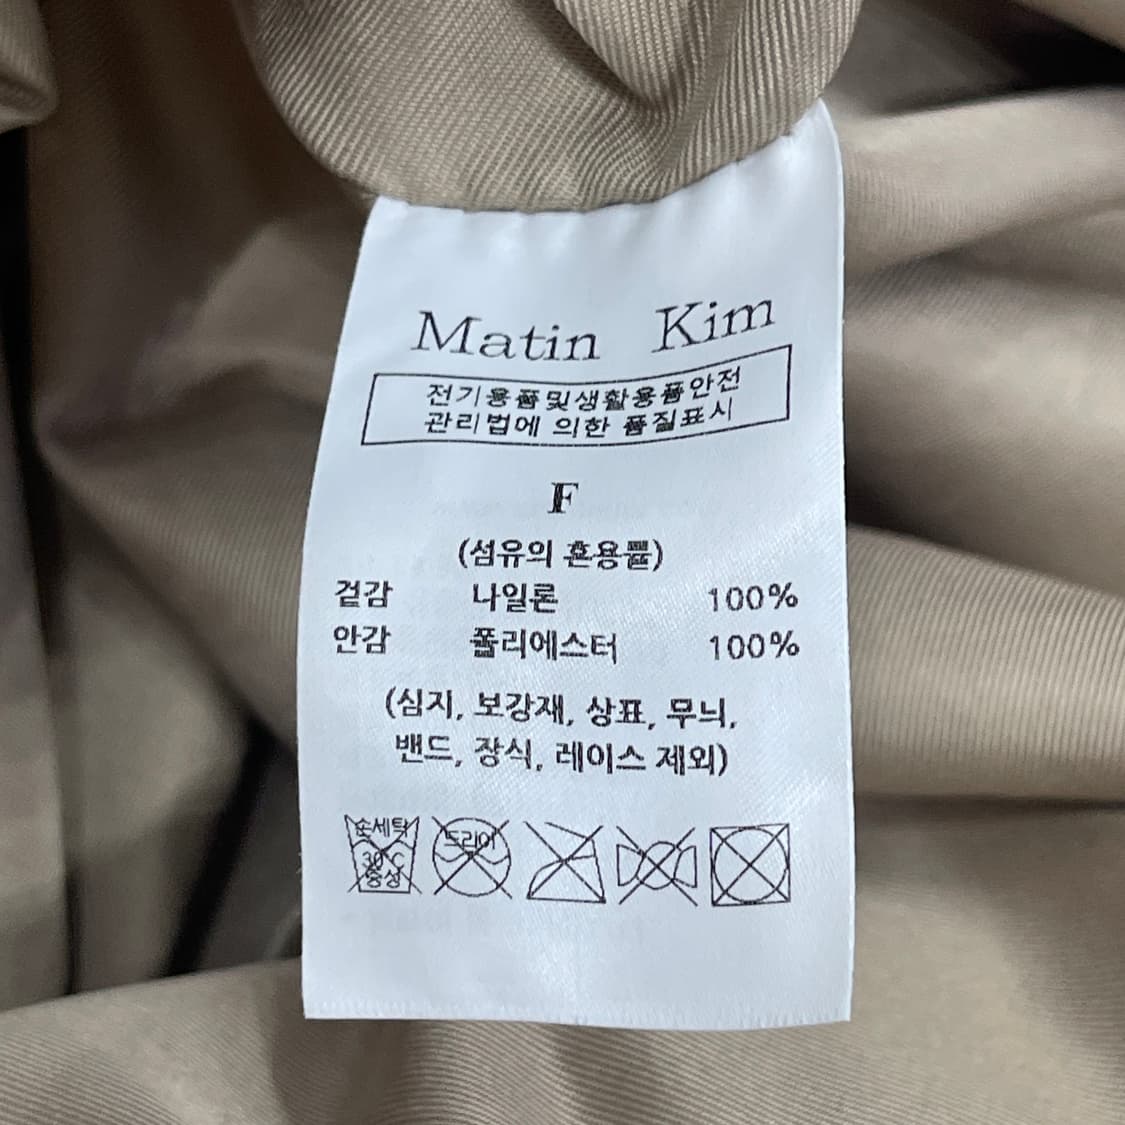 Matin Kim
전기용품및생활용품안전
관리법에 의한 품질표시
F
(섬유의 혼용률)
겉감 나일론 100%
안감 폴리에스터 100%
(심지, 보강재, 상표, 무늬,
밴드, 장식, 레이스 제외)
손세탁 드라이
30°C
중성